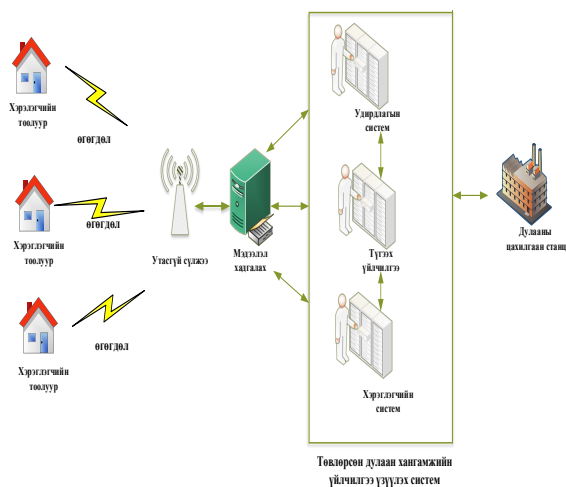 Хэрэлэгчийн
тоолуур
өгөгдөл
Хэрэглэгчийн
тоолуур
өгөгдөл
Хэрэглэгчийн
тоолуур
өгөгдөл
Утасгүй сүлжээ
Мэдээлэл
хадгалах
Удирдлагын
систем
Түгээх
үйлчилгээ
Хэрэглэгчийн
систем
Дулааны
цахилгаан станц
Төвлөрсөн дулаан хангамжийн
үйлчилгээ үзүүлэх систем